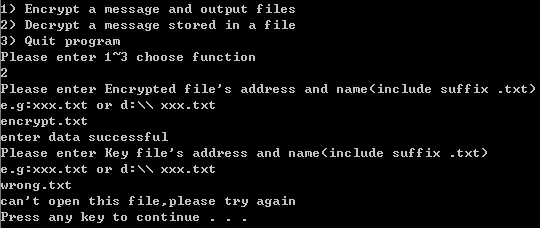 1) Encrypt a message and output files
2) Decrypt a message stored in a file
3) Quit program
Please enter 1~3 choose function
2
Please enter Encrypted file's address and name(include suffix .txt)
e.g:xxx.txt or d:\\ xxx.txt
encrypt.txt
enter data successful
Please enter Key file's address and name(include suffix .txt)
e.g:xxx.txt or d:\\ xxx.txt
wrong.txt
can't open this file,please try again
Press any key to continue . . .